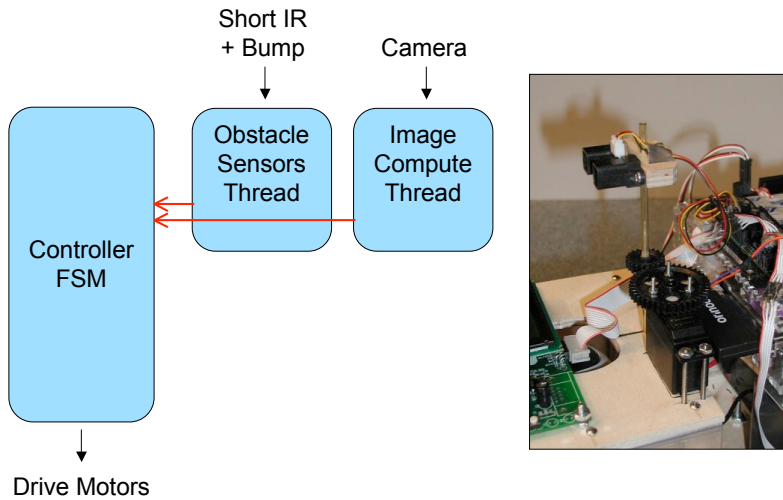 Short IR
+ Bump
Camera
Obstacle
Sensors
Thread
Image
Compute
Thread
Controller
FSM
Drive Motors